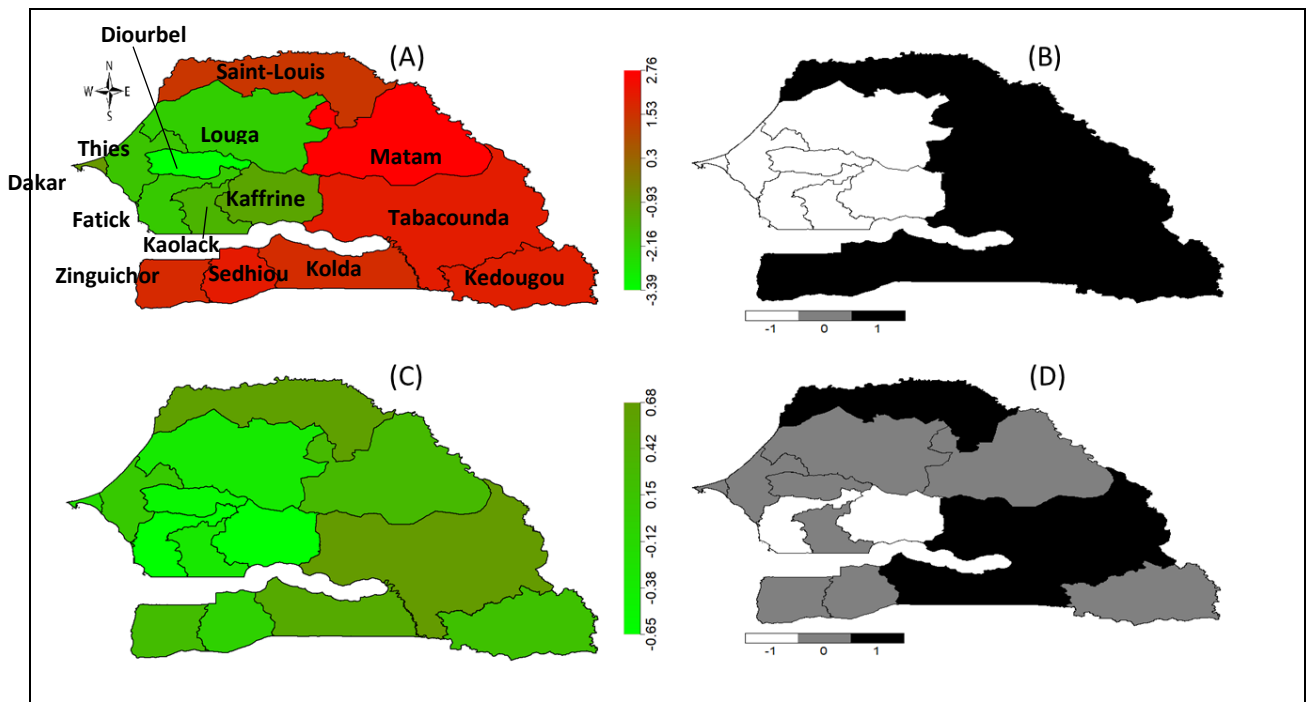 Diourbel
(A)
(B)
N
W E
S
Saint-Louis
Louga
Thies
Matam
Dakar
Kaffrine
Fatick
Tabacounda
Kaolack
Zinguichor
Sedhiou
Kolda
Kedougou
2.76
1.53
0.3
-0.93
-2.16
-3.39
-1 0 1
(C)
(D)
0.68
0.42
0.15
-0.12
-0.38
-0.65
-1 0 1